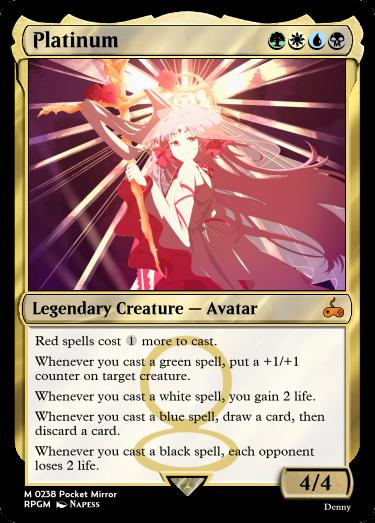 Platinum
Legendary Creature — Avatar
Red spells cost 1 more to cast.
Whenever you cast a green spell, put a +1/+1
counter on target creature.
Whenever you cast a white spell, you gain 2 life.
Whenever you cast a blue spell, draw a card, then
discard a card.
Whenever you cast a black spell, each opponent
loses 2 life.
4/4
M 0238 Pocket Mirror
RPGM Napess
Denny